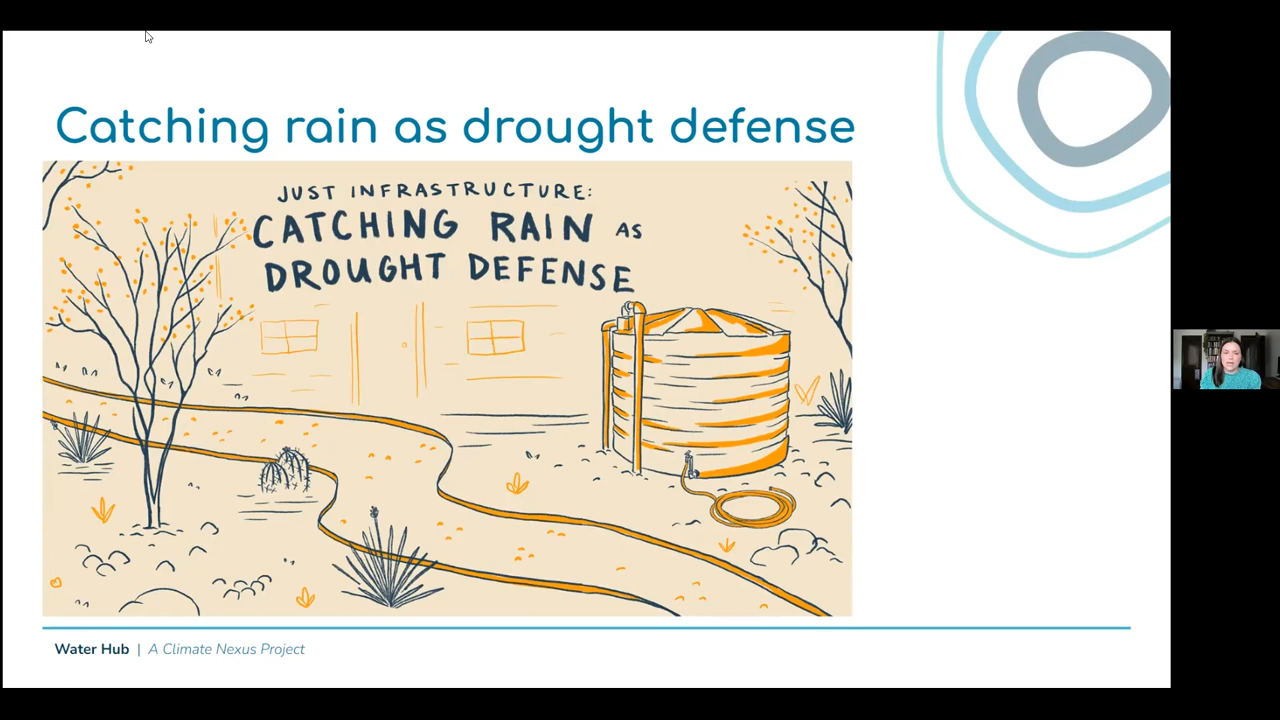 Catching rain as drought defense
JUST INFRASTRUCTURE:
CATCHING RAIN AS
DROUGHT DEFENSE
Water Hub | A Climate Nexus Project